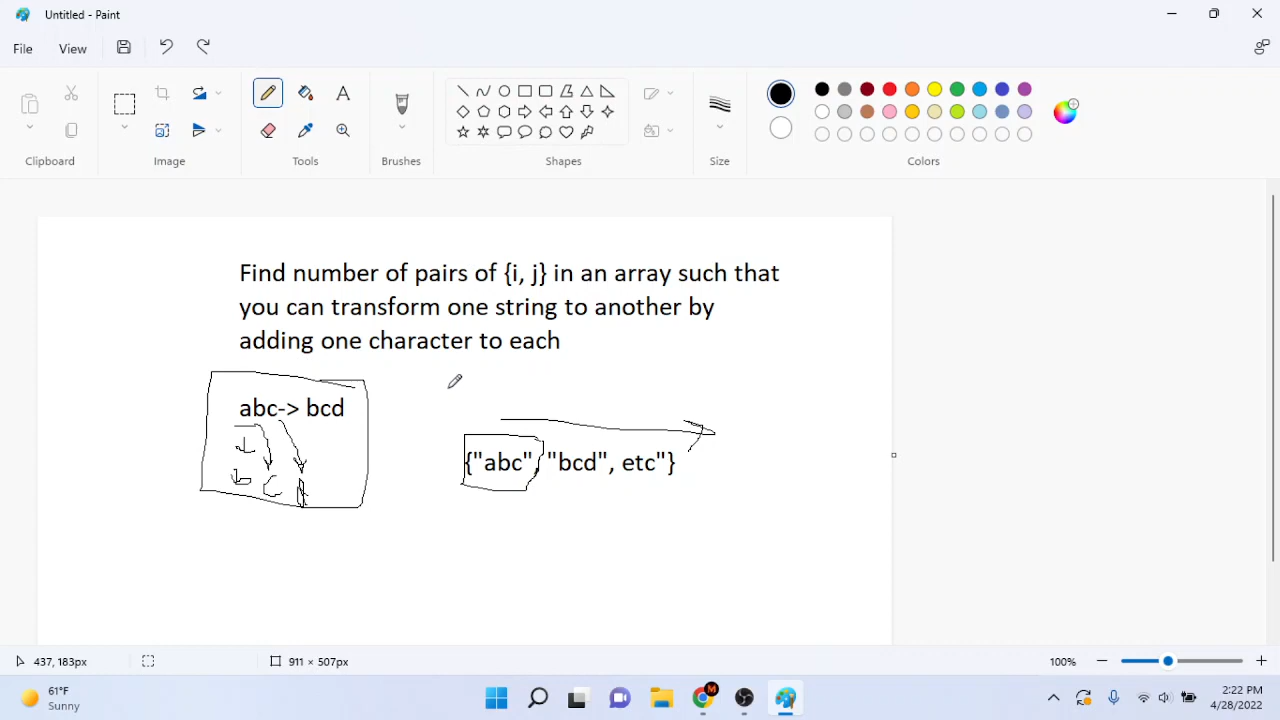 Untitled - Paint
File View
Clipboard
Image
Tools
Brushes
Shapes
Size
Colors
Find number of pairs of {i, j} in an array such that
you can transform one string to another by
adding one character to each
abc-> bcd
{"abc", "bcd", etc"}
b c d
437, 183px
911 × 507px
100%
61°F
Sunny
M
2:22 PM
4/28/2022